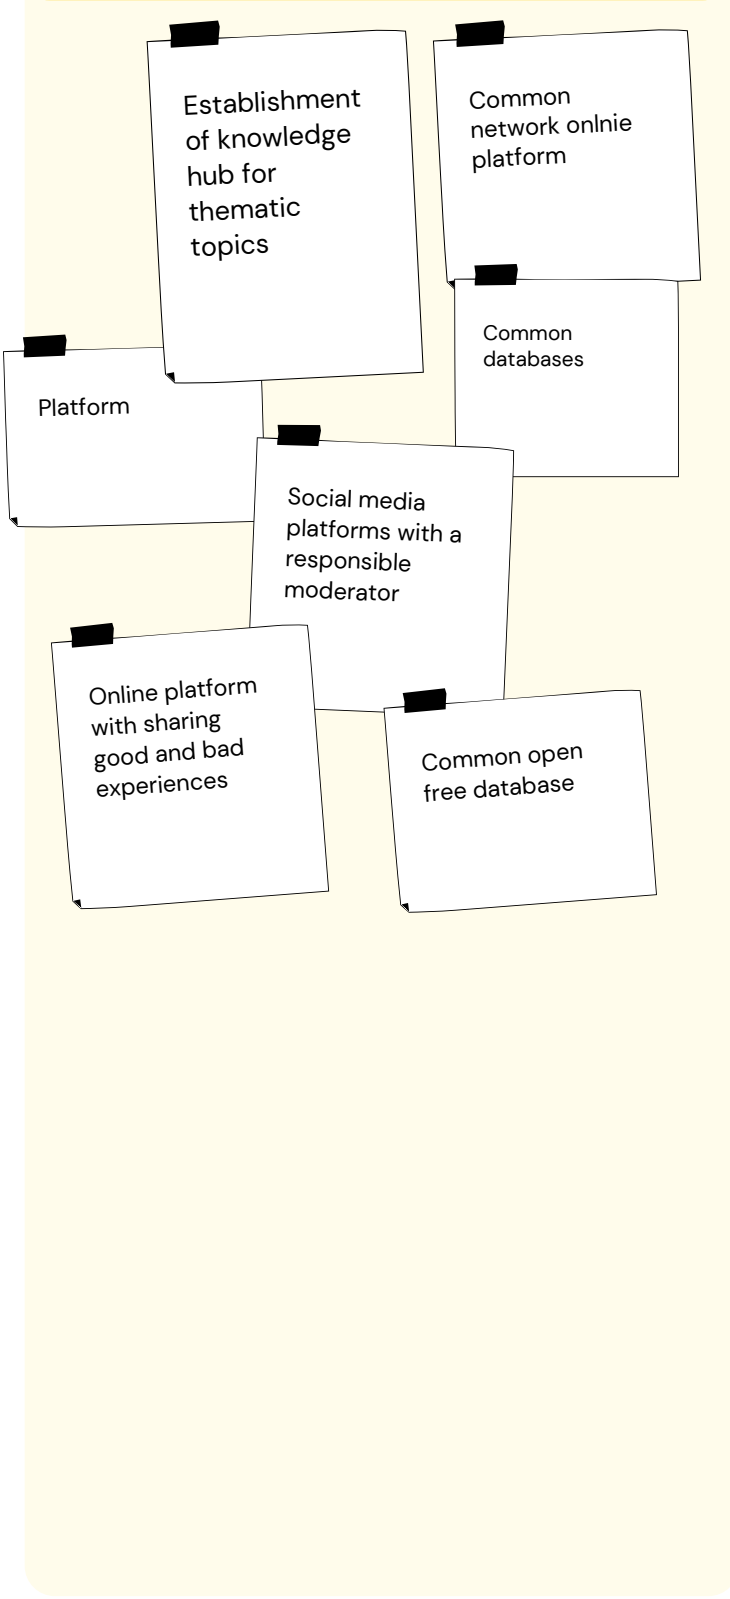 Establishment
of knowledge
hub for
thematic
topics
Common
network onlnie
platform
Common
databases
Platform
Social media
platforms with a
responsible
moderator
Online platform
with sharing
good and bad
experiences
Common open
free database